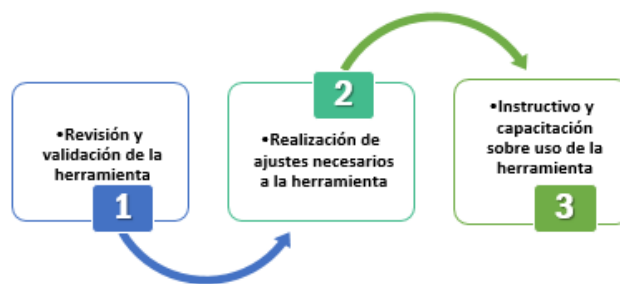 •Revisión y
validación de la
herramienta
1
2
•Realización de
ajustes necesarios
a la herramienta
•Instructivo y
capacitación
sobre uso de la
herramienta
3